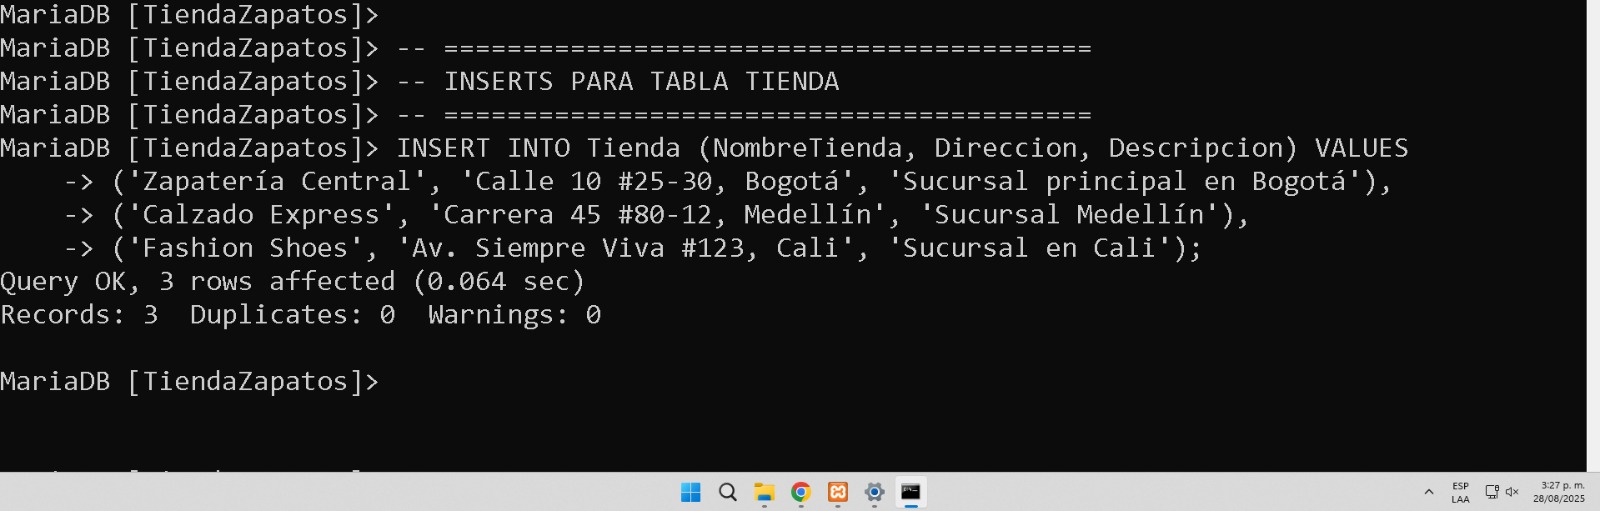 MariaDB [TiendaZapatos]>
MariaDB [TiendaZapatos]> -- =========================================
MariaDB [TiendaZapatos]> -- INSERTS PARA TABLA TIENDA
MariaDB [TiendaZapatos]> -- =========================================
MariaDB [TiendaZapatos]> INSERT INTO Tienda (NombreTienda, Direccion, Descripcion) VALUES
    -> ('Zapatería Central', 'Calle 10 #25-30, Bogotá', 'Sucursal principal en Bogotá'),
    -> ('Calzado Express', 'Carrera 45 #80-12, Medellín', 'Sucursal Medellín'),
    -> ('Fashion Shoes', 'Av. Siempre Viva #123, Cali', 'Sucursal en Cali');
Query OK, 3 rows affected (0.064 sec)
Records: 3  Duplicates: 0  Warnings: 0
MariaDB [TiendaZapatos]>
ESP
LAA
3:27 p. m.
28/08/2025